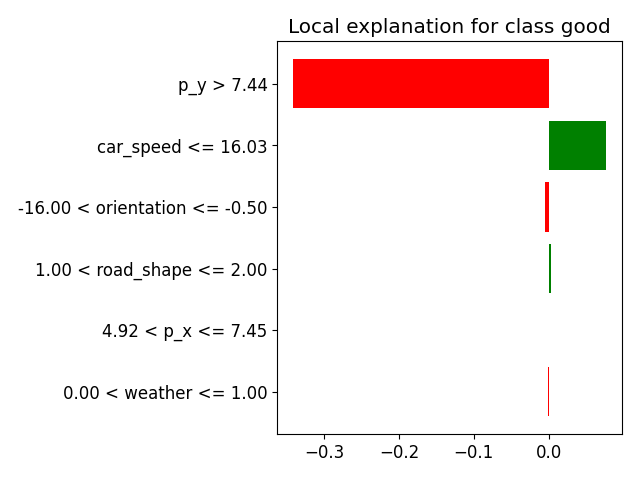 Local explanation for class good
p_y > 7.44
car_speed <= 16.03
-16.00 < orientation <= -0.50
1.00 < road_shape <= 2.00
4.92 < p_x <= 7.45
0.00 < weather <= 1.00
−0.3 −0.2 −0.1 0.0